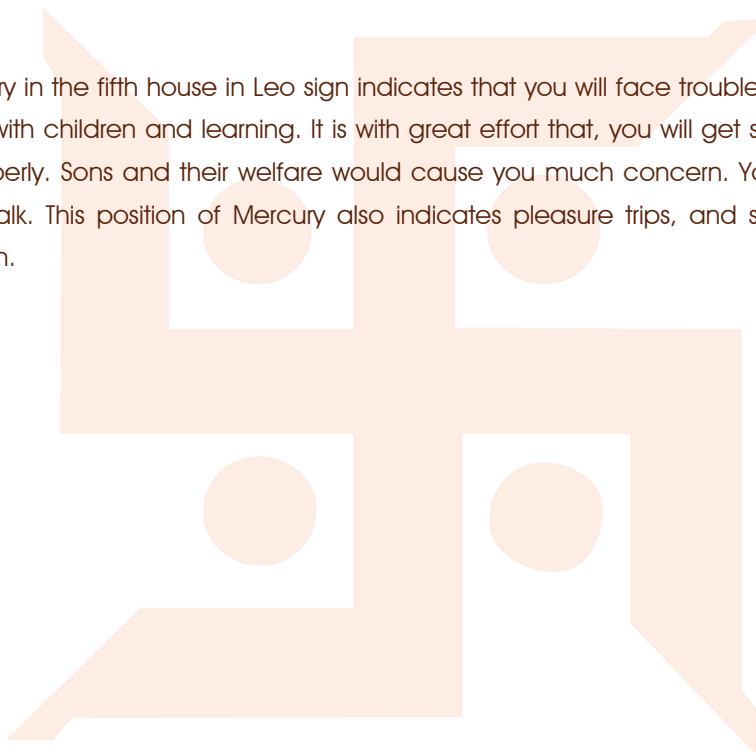 ry in the fifth house in Leo sign indicates that you will face trouble
with children and learning. It is with great effort that, you will get s
perly. Sons and their welfare would cause you much concern. Yo
alk. This position of Mercury also indicates pleasure trips, and s
n.